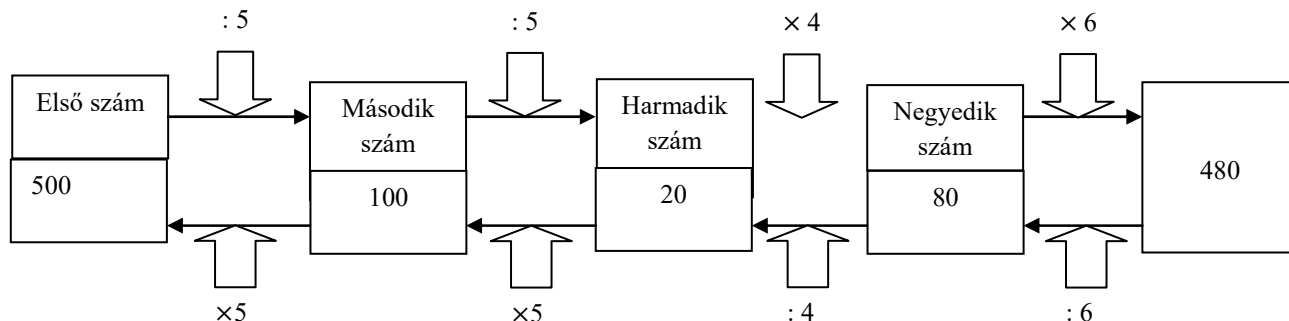 : 5
: 5
× 4
× 6
Első szám
Második
szám
Harmadik
szám
Negyedik
szám
500
100
20
80
480
×5
×5
: 4
: 6